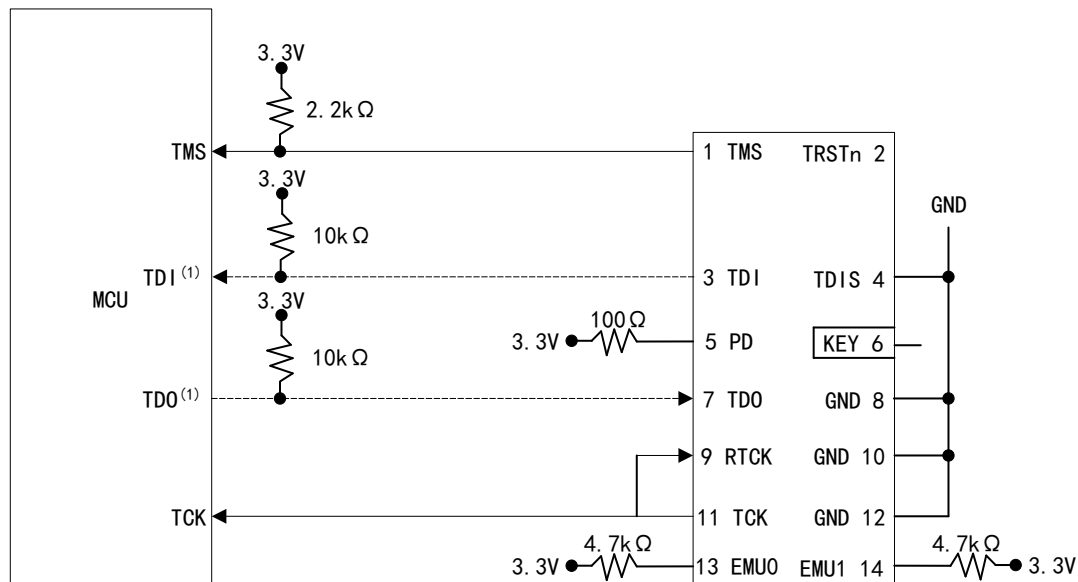 3.3V
2.2kΩ
TMS
1 TMS
TRSTn 2
3.3V
GND
10kΩ
TDI(1)
3 TDI
TDIS 4
MCU
3.3V
100Ω
3.3V
5 PD
KEY 6
10kΩ
TDO(1)
7 TDO
GND 8
9 RTCK
GND 10
TCK
11 TCK
GND 12
4.7kΩ
4.7kΩ
3.3V
13 EMU0
EMU1 14
3.3V